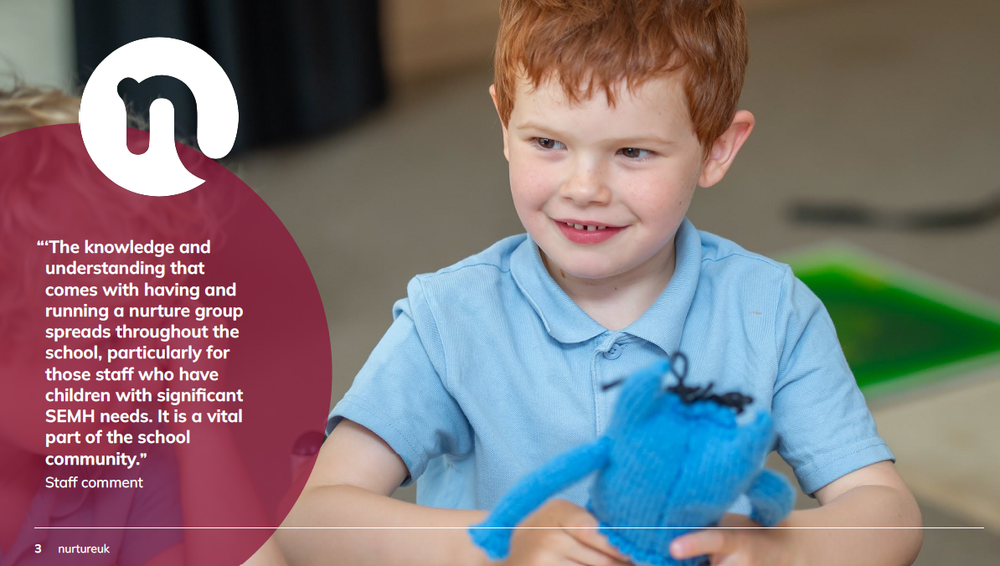 “‘The knowledge and
understanding that
comes with having and
running a nurture group
spreads throughout the
school, particularly for
those staff who have
children with significant
SEMH needs. It is a vital
part of the school
community.”
Staff comment
3 nurtureuk